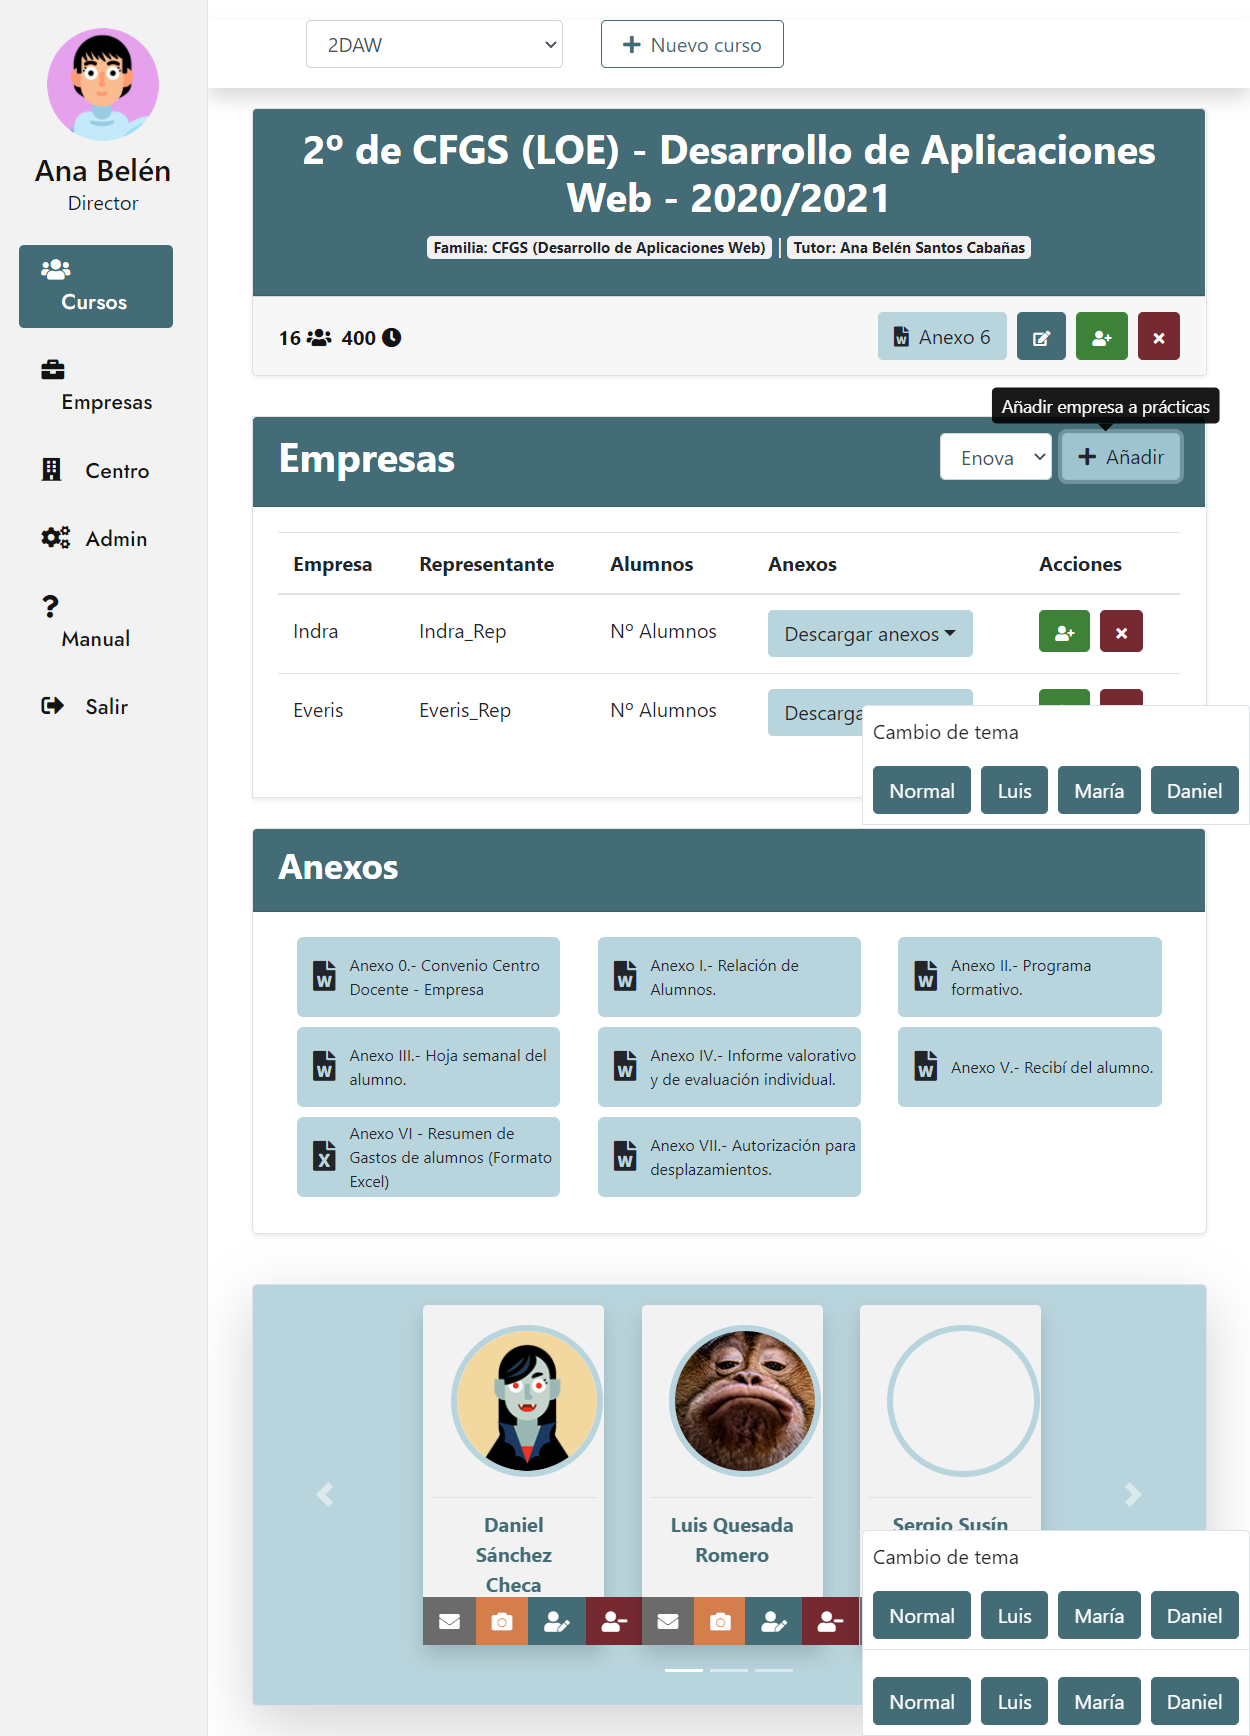 Ana Belén
Director
Cursos
Empresas
Centro
Admin
Manual
Salir
2DAW
Nuevo curso
2º de CFGS (LOE) - Desarrollo de Aplicaciones
Web - 2020/2021
Familia: CFGS (Desarrollo de Aplicaciones Web) | Tutor: Ana Belén Santos Cabañas
16 400
Anexo 6
Añadir empresa a prácticas
Empresas
Enova
Añadir
Empresa Representante Alumnos Anexos Acciones
Indra Indra_Rep Nº Alumnos Descargar anexos
Everis Everis_Rep Nº Alumnos Descarga
Cambio de tema
Normal Luis María Daniel
Anexos
Anexo 0.- Convenio Centro
Docente - Empresa
Anexo I.- Relación de
Alumnos.
Anexo II.- Programa
formativo.
Anexo III.- Hoja semanal del
alumno.
Anexo IV.- Informe valorativo
y de evaluación individual.
Anexo V.- Recibí del alumno.
Anexo VI - Resumen de
Gastos de alumnos (Formato
Excel)
Anexo VII.- Autorización para
desplazamientos.
Daniel
Sánchez
Checa
Luis Quesada
Romero
Sergio Susín
Cambio de tema
Normal Luis María Daniel
Normal Luis María Daniel